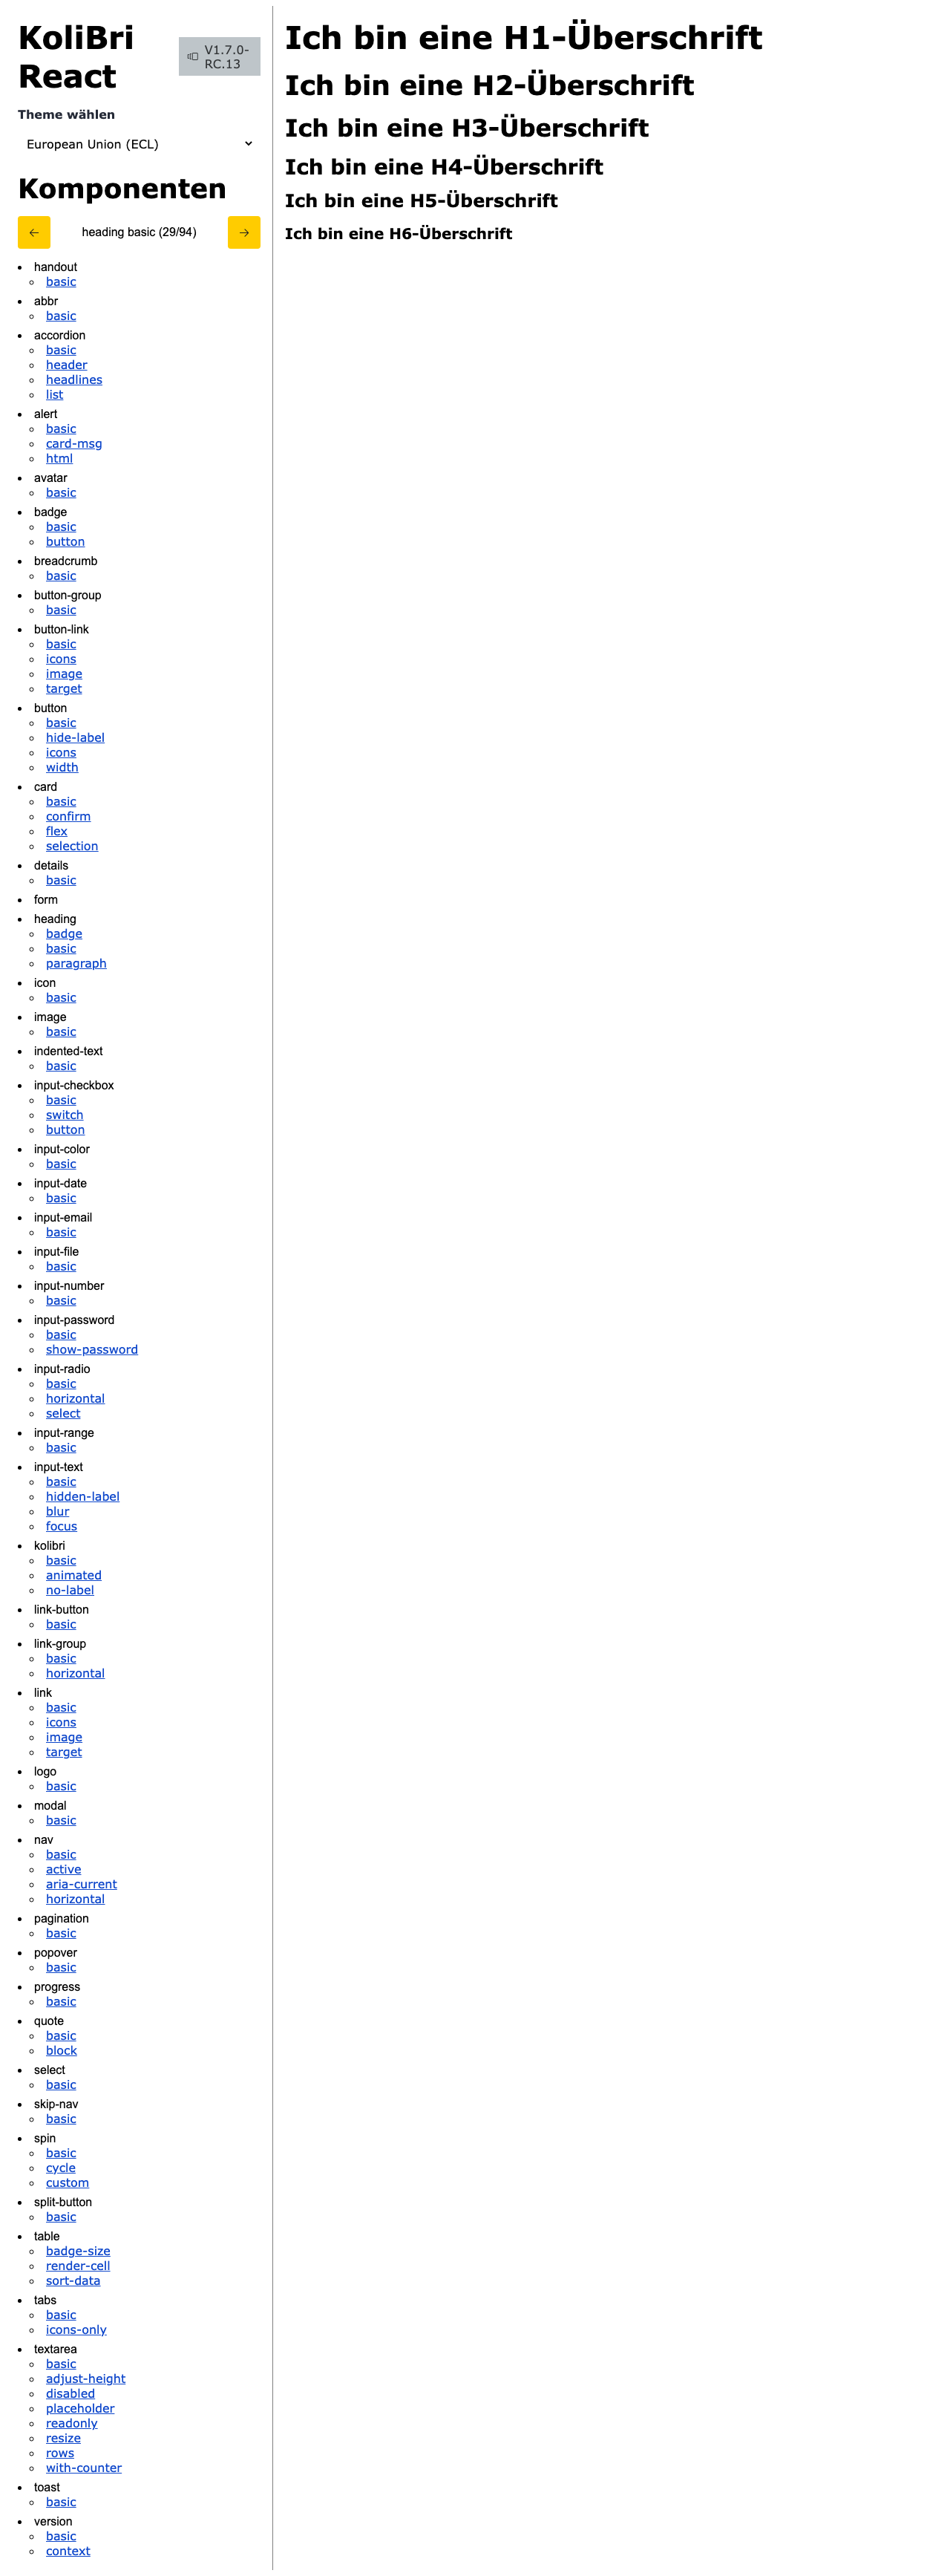 KoliBri
React
V1.7.0-
RC.13
Theme wählen
European Union (ECL)
Komponenten
← heading basic (29/94) →
handout
basic
abbr
basic
accordion
basic
header
headlines
list
alert
basic
card-msg
html
avatar
basic
badge
basic
button
breadcrumb
basic
button-group
basic
button-link
basic
icons
image
target
button
basic
hide-label
icons
width
card
basic
confirm
flex
selection
details
basic
form
heading
badge
basic
paragraph
icon
basic
image
basic
indented-text
basic
input-checkbox
basic
switch
button
input-color
basic
input-date
basic
input-email
basic
input-file
basic
input-number
basic
input-password
basic
show-password
input-radio
basic
horizontal
select
input-range
basic
input-text
basic
hidden-label
blur
focus
kolibri
basic
animated
no-label
link-button
basic
link-group
basic
horizontal
link
basic
icons
image
target
logo
basic
modal
basic
nav
basic
active
aria-current
horizontal
pagination
basic
popover
basic
progress
basic
quote
basic
block
select
basic
skip-nav
basic
spin
basic
cycle
custom
split-button
basic
table
badge-size
render-cell
sort-data
tabs
basic
icons-only
textarea
basic
adjust-height
disabled
placeholder
readonly
resize
rows
with-counter
toast
basic
version
basic
context
Ich bin eine H1-Überschrift
Ich bin eine H2-Überschrift
Ich bin eine H3-Überschrift
Ich bin eine H4-Überschrift
Ich bin eine H5-Überschrift
Ich bin eine H6-Überschrift